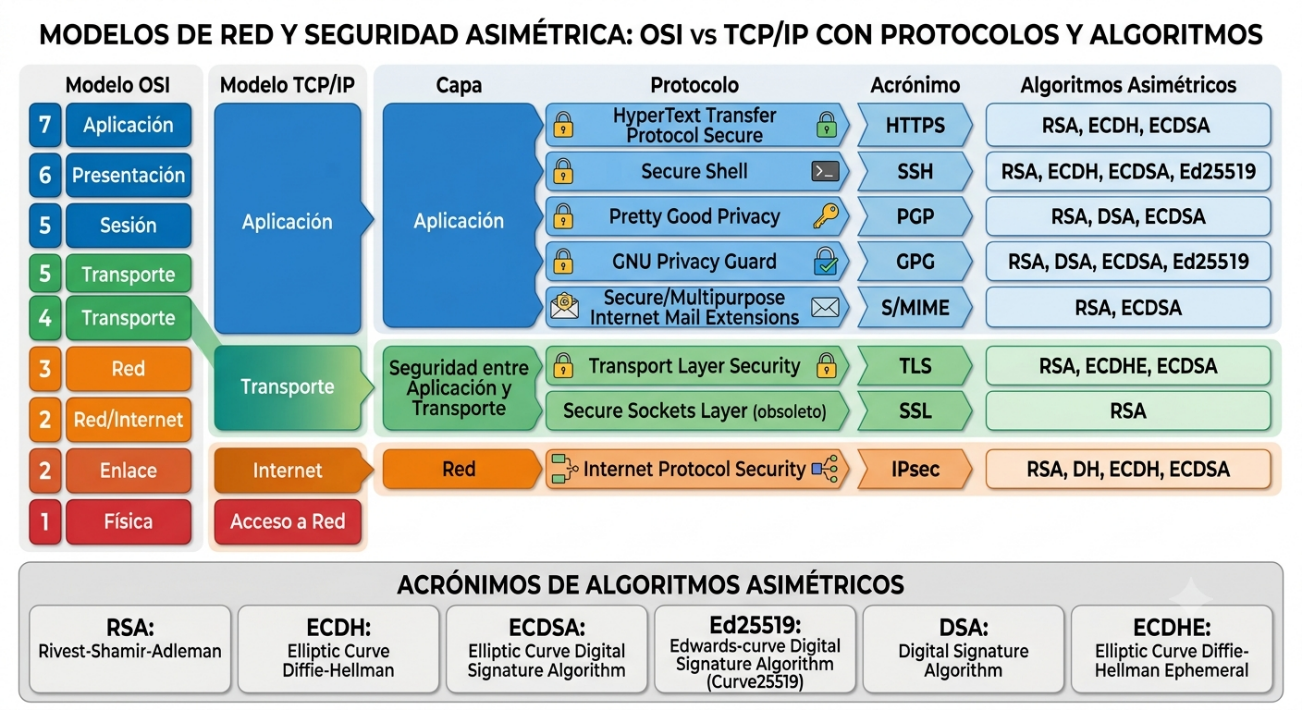 MODELOS DE RED Y SEGURIDAD ASIMÉTRICA: OSI vs TCP/IP CON PROTOCOLOS Y ALGORITMOS
Modelo OSI
7 Aplicación
6 Presentación
5 Sesión
5 Transporte
4 Transporte
3 Red
2 Red/Internet
2 Enlace
1 Física
Modelo TCP/IP
Aplicación
Transporte
Internet
Acceso a Red
Capa Protocolo Acrónimo Algoritmos Asimétricos
Aplicación
HyperText Transfer
Protocol Secure
HTTPS
RSA, ECDH, ECDSA
Secure Shell
SSH
RSA, ECDH, ECDSA, Ed25519
Pretty Good Privacy
PGP
RSA, DSA, ECDSA
GNU Privacy Guard
GPG
RSA, DSA, ECDSA, Ed25519
Secure/Multipurpose
Internet Mail Extensions
S/MIME
RSA, ECDSA
Seguridad entre
Aplicación y
Transporte
Transport Layer Security
TLS
RSA, ECDHE, ECDSA
Secure Sockets Layer (obsoleto)
SSL
RSA
Red
Internet Protocol Security
IPsec
RSA, DH, ECDH, ECDSA
ACRÓNIMOS DE ALGORITMOS ASIMÉTRICOS
RSA:
Rivest-Shamir-Adleman
ECDH:
Elliptic Curve
Diffie-Hellman
ECDSA:
Elliptic Curve Digital
Signature Algorithm
Ed25519:
Edwards-curve Digital
Signature Algorithm
(Curve25519)
DSA:
Digital Signature
Algorithm
ECDHE:
Elliptic Curve Diffie-
Hellman Ephemeral